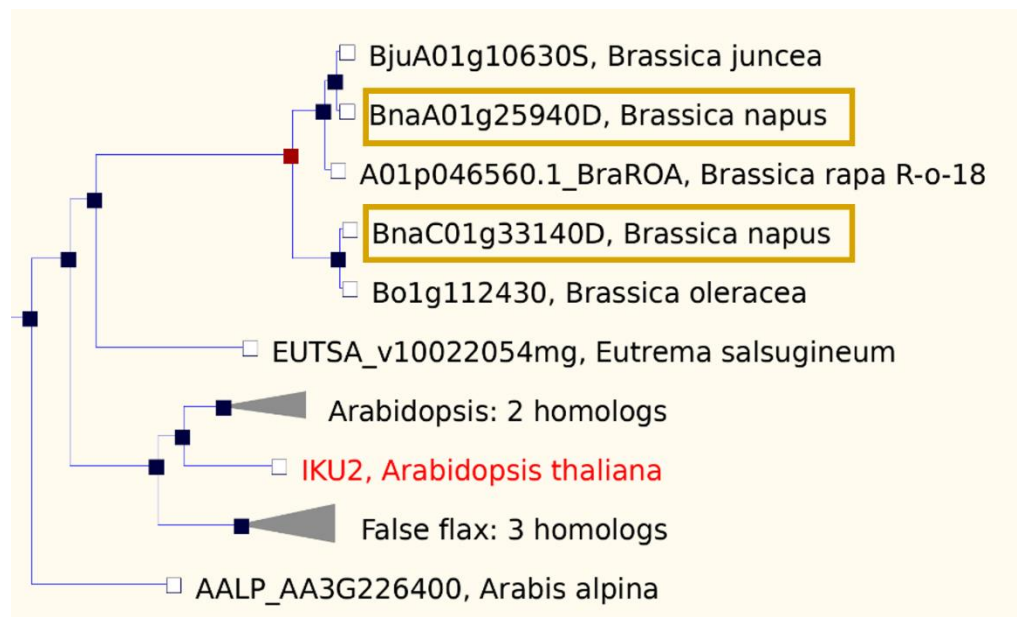 BjuA01g10630S, Brassica juncea
BnaA01g25940D, Brassica napus
A01p046560.1_BraROA, Brassica rapa R-o-18
BnaC01g33140D, Brassica napus
Bo1g112430, Brassica oleracea
EUTSA_v10022054mg, Eutrema salsugineum
Arabidopsis: 2 homologs
IKU2, Arabidopsis thaliana
False flax: 3 homologs
AALP_AA3G226400, Arabis alpina